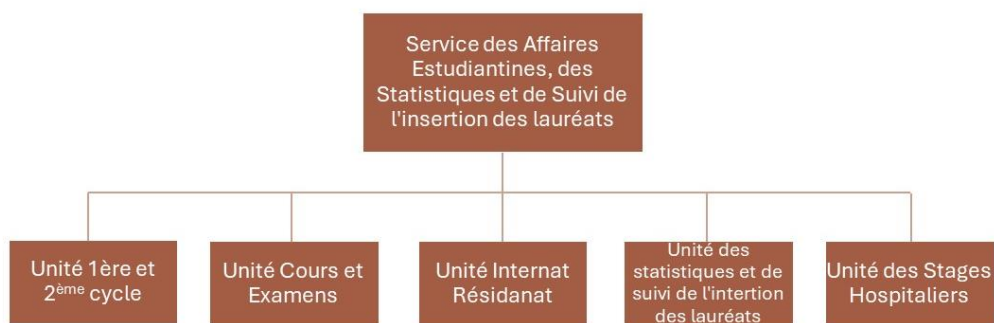 Service des Affaires
Estudiantines, des
Statistiques et de Suivi de
l'insertion des lauréats
Unité 1ère et
2ème cycle
Unité Cours et
Examens
Unité Internat
Résidanat
Unité des
statistiques et de
suivi de l'intertion
des lauréats
Unité des Stages
Hospitaliers